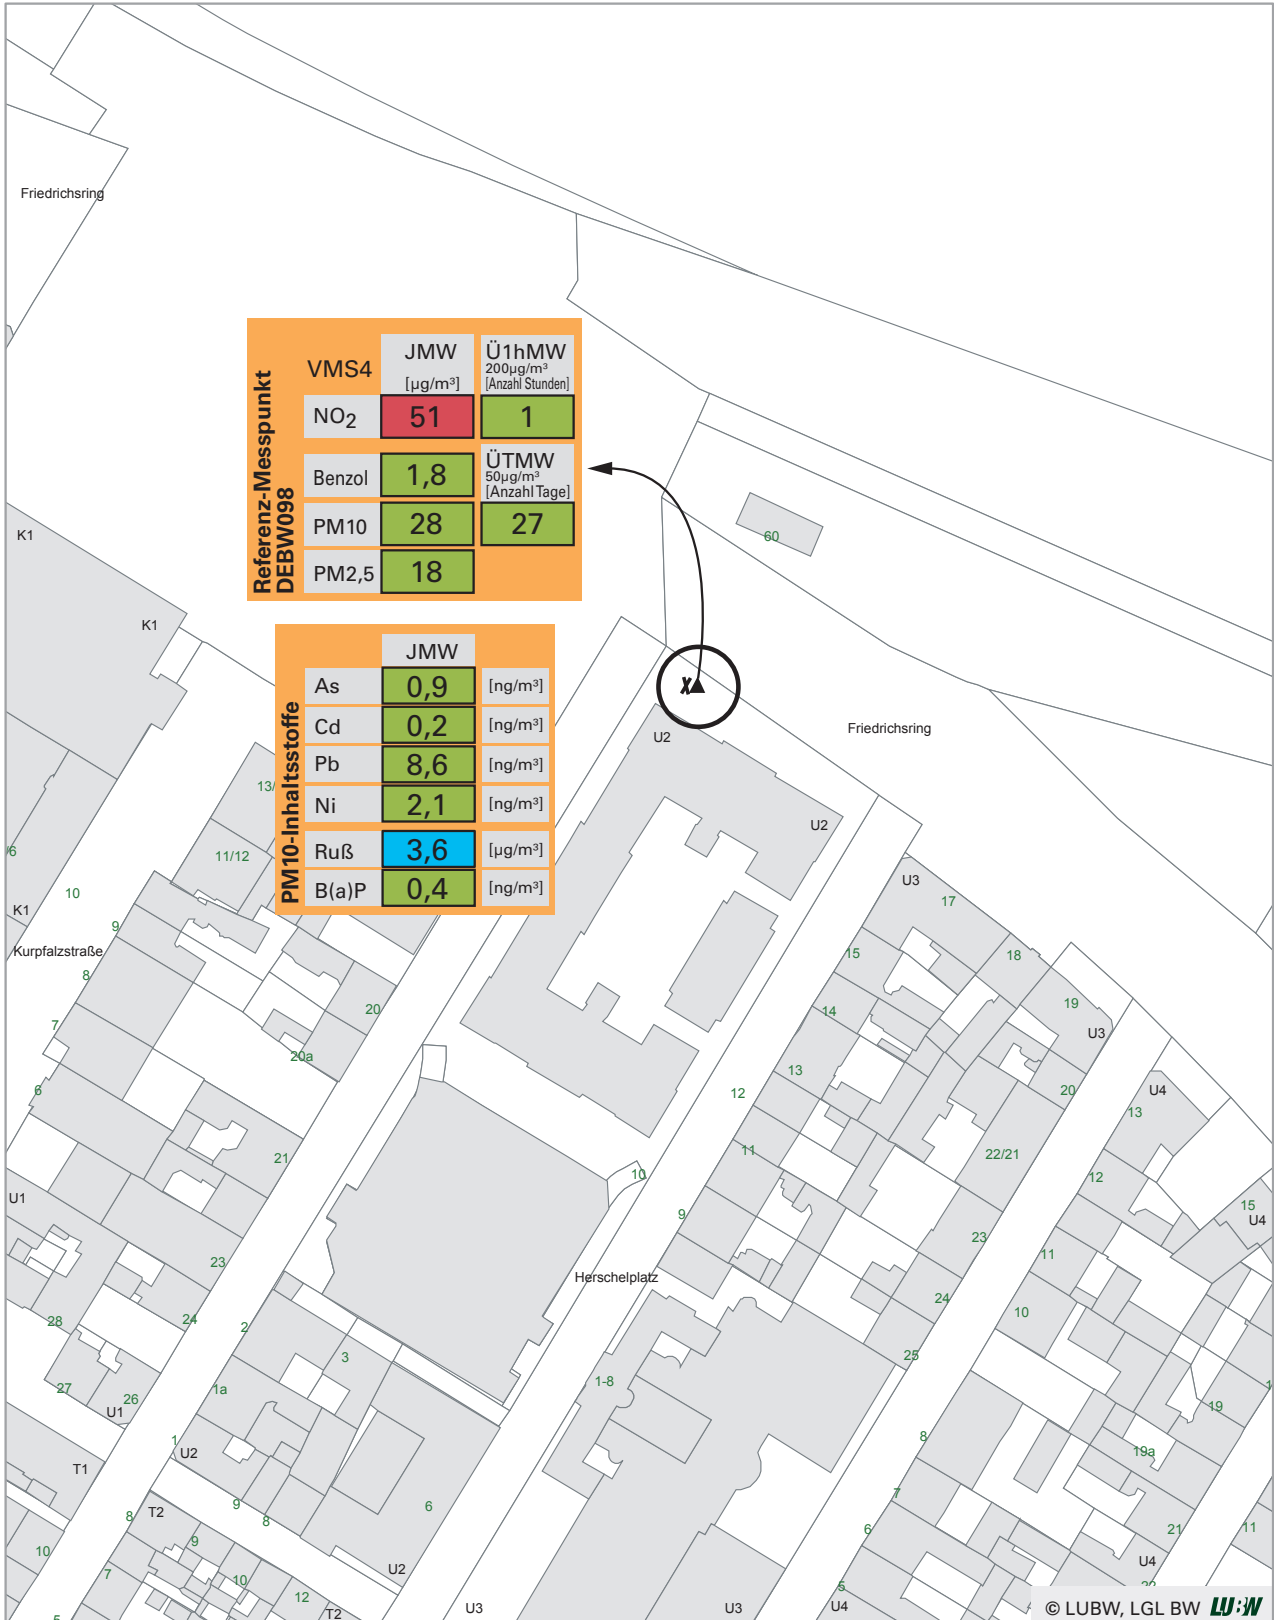 Friedrichsring
Referenz-Messpunkt
DEBW098
VMS4
JMW
[µg/m³]
Ü1hMW
200µg/m³
[Anzahl Stunden]
NO2
51
1
Benzol
1,8
ÜTMW
50µg/m³
[Anzahl Tage]
PM10
28
27
PM2,5
18
60
K1
K1
PM10-Inhaltsstoffe
JMW
As
0,9
[ng/m³]
Cd
0,2
[ng/m³]
Pb
8,6
[ng/m³]
Ni
2,1
[ng/m³]
Ruß
3,6
[µg/m³]
B(a)P
0,4
[ng/m³]
X
Friedrichsring
U2
U2
13/
11/12
/6
10
K1
9
Kurpfalzstraße
8
7
6
20
20a
21
U1
23
24
28
27
26
U1
T1
U3
17
15
18
14
19
U3
13
20
12
11
22/21
10
9
23
24
25
Herschelplatz
U4
13
12
15
U4
11
10
2
3
1a
1
U2
1-8
19
19a
8
7
6
5
21
11
U4
22
U4
9
8
6
U2
8
T2
9
10
7
10
12
T2
5
U3
U3
1
© LUBW, LGL BW LUBW